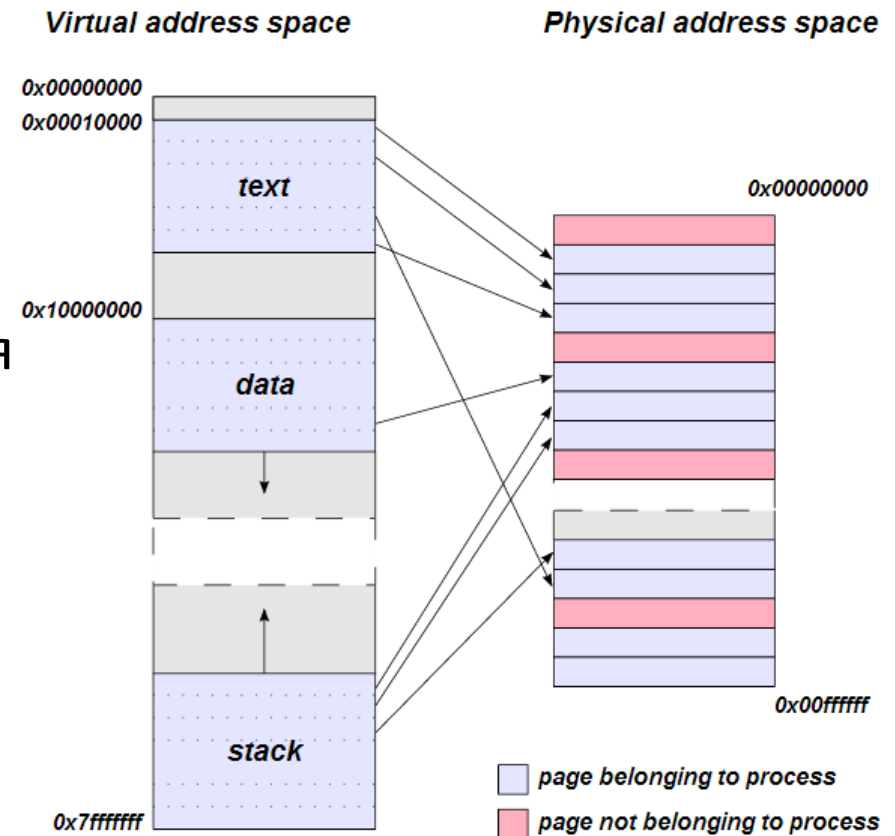 Virtual address space
Physical address space
0x00000000
0x00010000
text
0x00000000
0x10000000
я
data
stack
0x00ffffff
page belonging to process
0x7fffffff
page not belonging to process